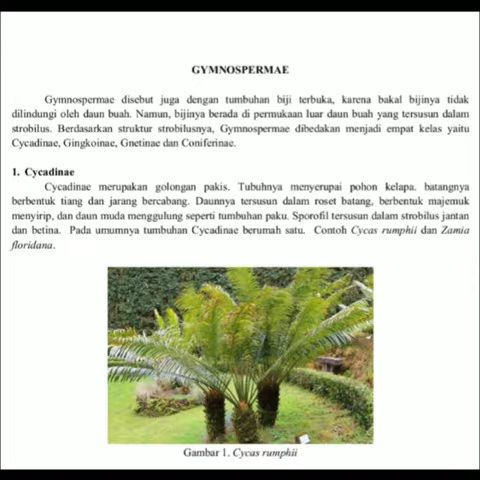 GYMNOSPERMAE
Gymnospermae disebut juga dengan tumbuhan biji terbuka, karena bakal bijinya tidak
dilindungi oleh daun buah. Namun, bijinya berada di permukaan luar daun buah yang tersusun dalam
strobilus. Berdasarkan struktur strobilusnya, Gymnospermae dibedakan menjadi empat kelas yaitu
Cycadinae, Gingkoinae, Gnetinae dan Coniferinae.
1. Cycadinae
Cycadinae merupakan golongan pakis. Tubuhnya menyerupai pohon kelapa. batangnya
berbentuk tiang dan jarang bercabang. Daunnya tersusun dalam roset batang, berbentuk majemuk
menyirip, dan daun muda menggulung seperti tumbuhan paku. Sporofil tersusun dalam strobilus jantan
dan betina. Pada umumnya tumbuhan Cycadinae berumah satu. Contoh Cycas rumphii dan Zamia
floridana.
Gambar 1. Cycas rumphii